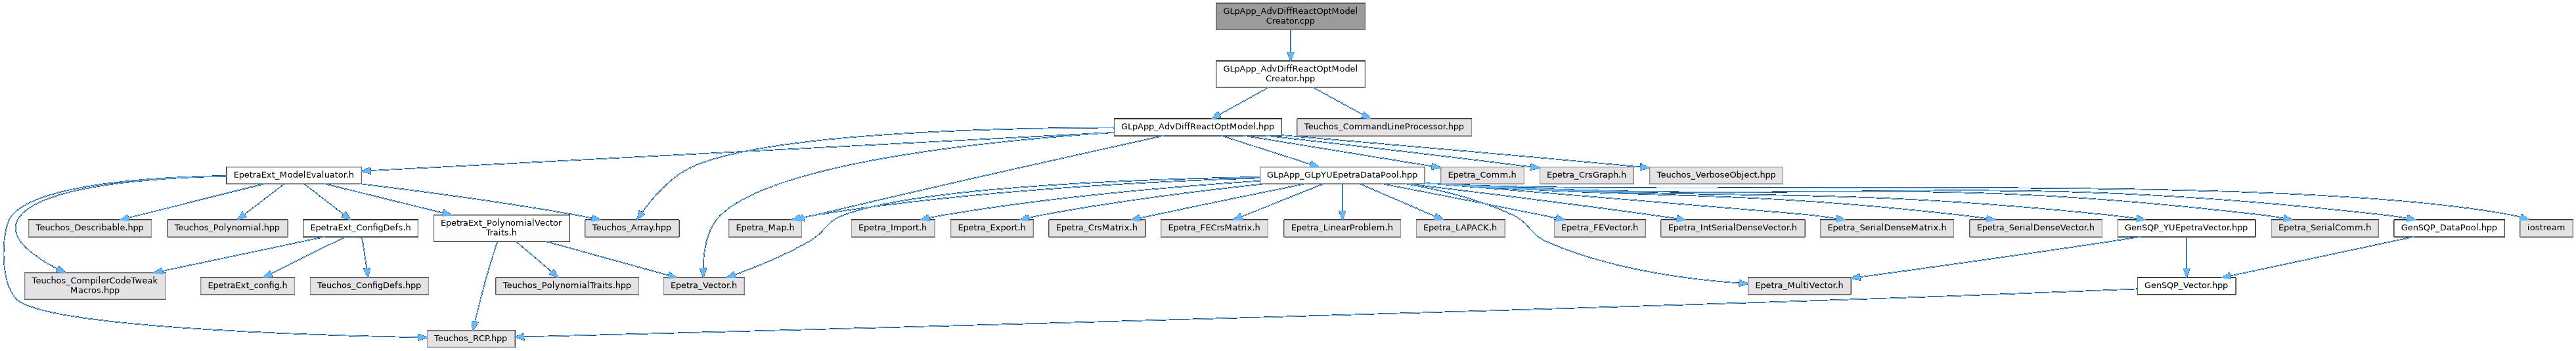 GLpApp_AdvDiffReactOptModel
Creator.cpp
GLpApp_AdvDiffReactOptModel
Creator.hpp
GLpApp_AdvDiffReactOptModel.hpp
Teuchos_CommandLineProcessor.hpp
EpetraExt_ModelEvaluator.h
GLpApp_GLpYUEpetraDataPool.hpp
Epetra_Comm.h
Epetra_CrsGraph.h
Teuchos_VerboseObject.hpp
Teuchos_Describable.hpp
Teuchos_Polynomial.hpp
EpetraExt_ConfigDefs.h
EpetraExt_PolynomialVector
Traits.h
Teuchos_Array.hpp
Epetra_Map.h
Epetra_Import.h
Epetra_Export.h
Epetra_CrsMatrix.h
Epetra_FECrsMatrix.h
Epetra_LinearProblem.h
Epetra_LAPACK.h
Epetra_FEVector.h
Epetra_IntSerialDenseVector.h
Epetra_SerialDenseMatrix.h
Epetra_SerialDenseVector.h
GenSQP_YUEpetraVector.hpp
Epetra_SerialComm.h
GenSQP_DataPool.hpp
iostream
Teuchos_CompilerCodeTweak
Macros.hpp
EpetraExt_config.h
Teuchos_ConfigDefs.hpp
Teuchos_PolynomialTraits.hpp
Epetra_Vector.h
Epetra_MultiVector.h
GenSQP_Vector.hpp
Teuchos_RCP.hpp